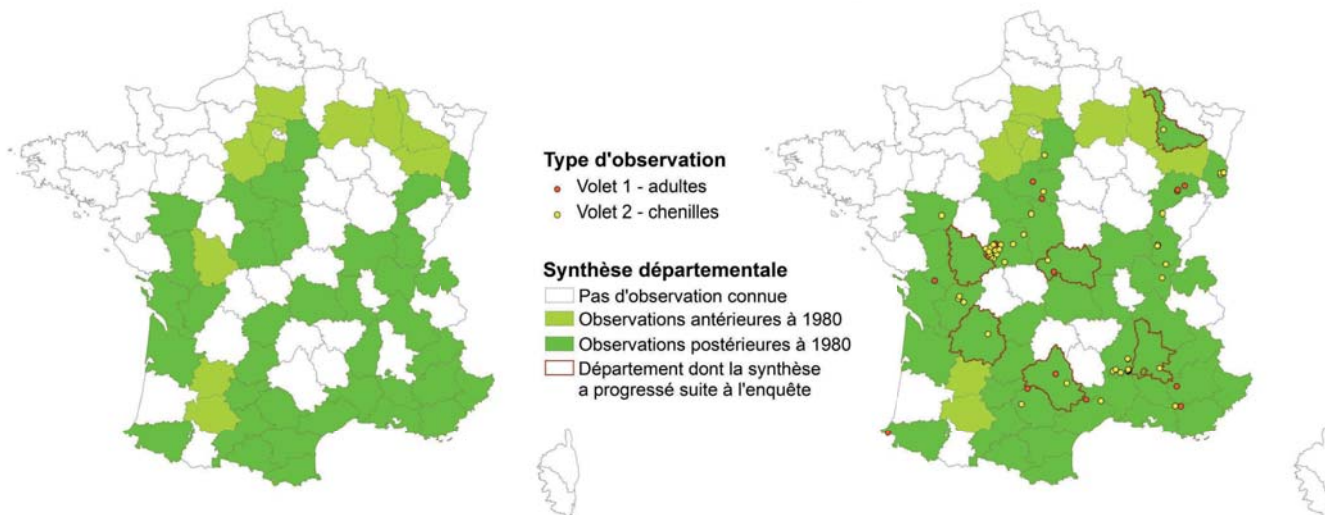 Type d'observation
Volet 1 - adultes
Volet 2 - chenilles
Synthèse départementale
Pas d'observation connue
Observations antérieures à 1980
Observations postérieures à 1980
Département dont la synthèse
a progressé suite à l'enquête